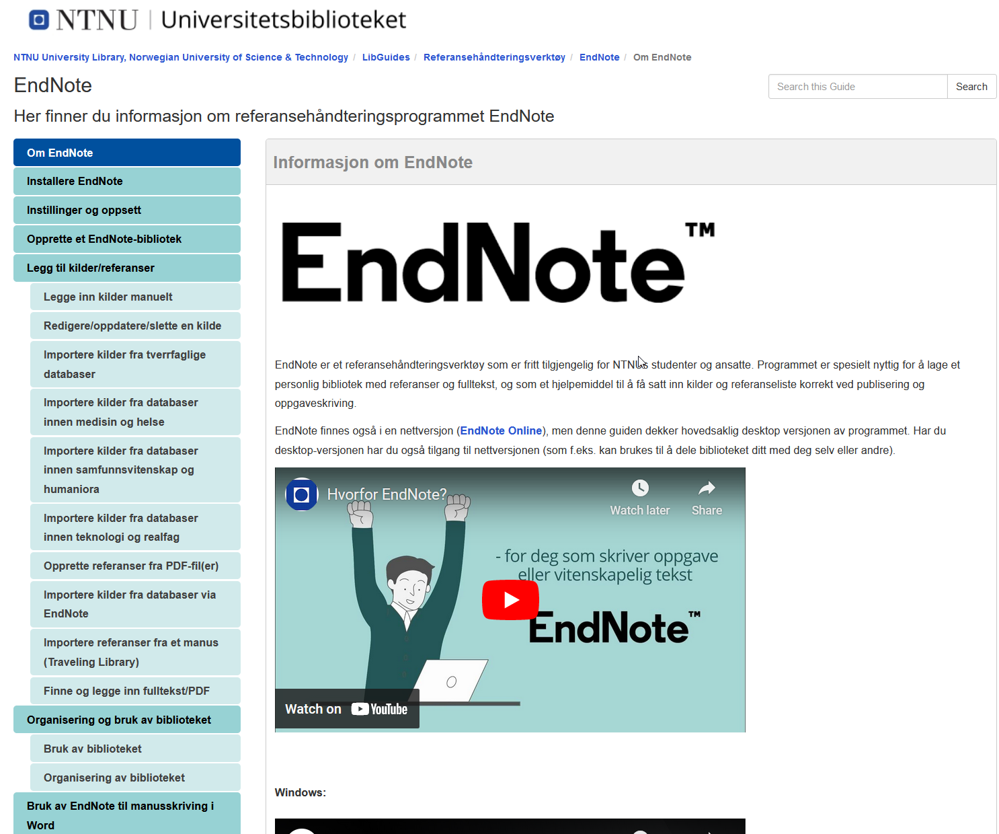 NTNU | Universitetsbiblioteket
NTNU University Library, Norwegian University of Science & Technology / LibGuides / Referansehåndteringsverktøy / EndNote / Om EndNote
EndNote
Search this Guide
Search
Her finner du informasjon om referansehåndteringsprogrammet EndNote
Om EndNote
Installere EndNote
Instillinger og oppsett
Opprette et EndNote-bibliotek
Legg til kilder/referanser
Legge inn kilder manuelt
Redigere/oppdatere/slette en kilde
Importere kilder fra tverrfaglige
databaser
Importere kilder fra databaser
innen medisin og helse
Importere kilder fra databaser
innen samfunnsvitenskap og
humaniora
Importere kilder fra databaser
innen teknologi og realfag
Opprette referanser fra PDF-fil(er)
Importere kilder fra databaser via
EndNote
Importere referanser fra et manus
(Traveling Library)
Finne og legge inn fulltekst/PDF
Organisering og bruk av biblioteket
Bruk av biblioteket
Organisering av biblioteket
Bruk av EndNote til manusskriving i
Word
Informasjon om EndNote
EndNote™
EndNote er et referansehåndteringsverktøy som er fritt tilgjengelig for NTNUs studenter og ansatte. Programmet er spesielt nyttig for å lage et
personlig bibliotek med referanser og fulltekst, og som et hjelpemiddel til å få satt inn kilder og referanseliste korrekt ved publisering og
oppgaveskriving.
EndNote finnes også i en nettversjon (EndNote Online), men denne guiden dekker hovedsaklig desktop versjonen av programmet. Har du
desktop-versjonen har du også tilgang til nettversjonen (som f.eks. kan brukes til å dele biblioteket ditt med deg selv eller andre).
Hvorfor EndNote?
Watch later
Share
- for deg som skriver oppgave
eller vitenskapelig tekst
EndNote™
Watch on YouTube
Windows: